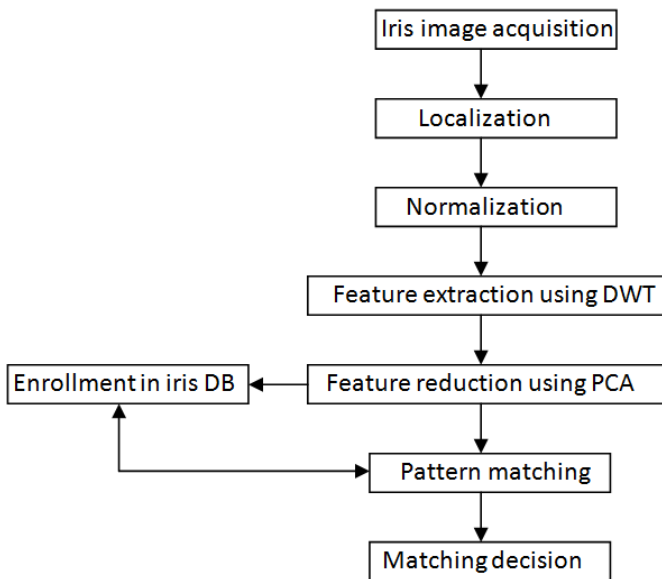 Iris image acquisition
Localization
Normalization
Feature extraction using DWT
Enrollment in iris DB
Feature reduction using PCA
Pattern matching
Matching decision